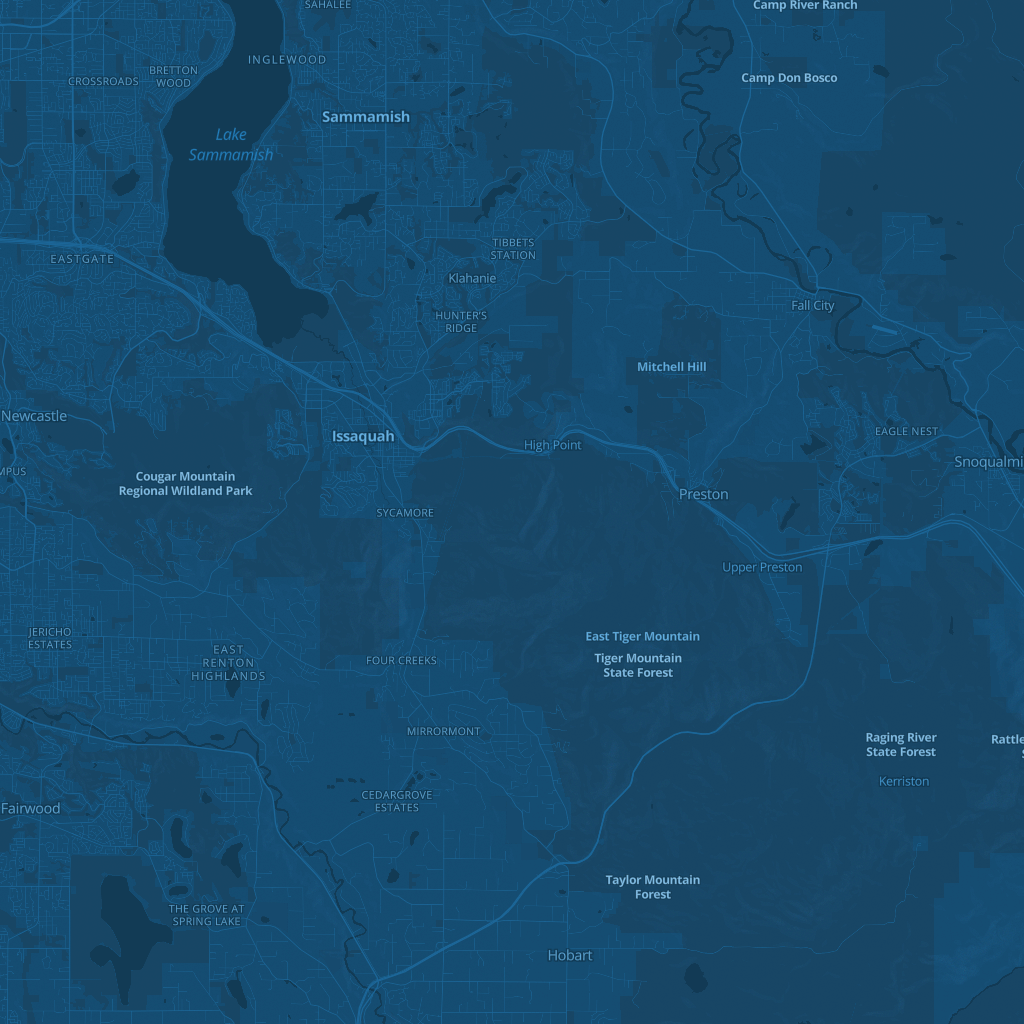 SAHALEE
Camp River Ranch
INGLEWOOD
BRETTON
WOOD
CROSSROADS
Camp Don Bosco
Sammamish
Lake
Sammamish
TIBBETS
STATION
EASTGATE
Klahanie
Fall City
HUNTER'S
RIDGE
Mitchell Hill
Newcastle
Issaquah
EAGLE NEST
High Point
Snoqualmi
MPUS
Cougar Mountain
Regional Wildland Park
Preston
SYCAMORE
Upper Preston
JERICHO
ESTATES
East Tiger Mountain
EAST
RENTON
HIGHLANDS
FOUR CREEKS
Tiger Mountain
State Forest
MIRRORMONT
Raging River
State Forest
Rattle
S
Kerriston
CEDARGROVE
ESTATES
Fairwood
Taylor Mountain
Forest
THE GROVE AT
SPRING LAKE
Hobart